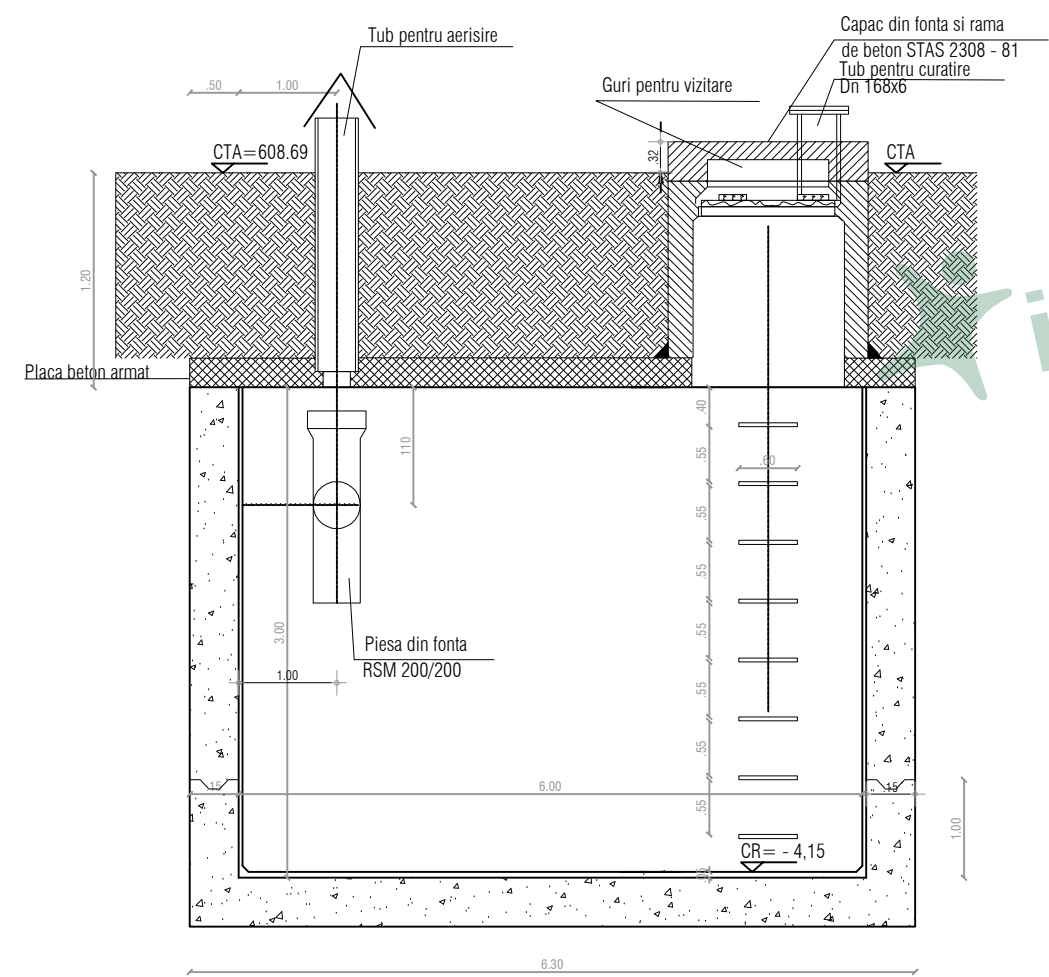 Capac din fonta si rama
de beton STAS 2308 - 81
Tub pentru aerisire
Tub pentru curatire
Dn 168x6
Guri pentru vizitare
.50
1.00
CTA=608.69
.32
CTA
1.20
Placa beton armat
.40
110
.60
.55
.55
.55
.55
.55
.55
.55
3.00
Piesa din fonta
RSM 200/200
1.00
.15
6.00
.15
1.00
CR= - 4,15
.05
6.30